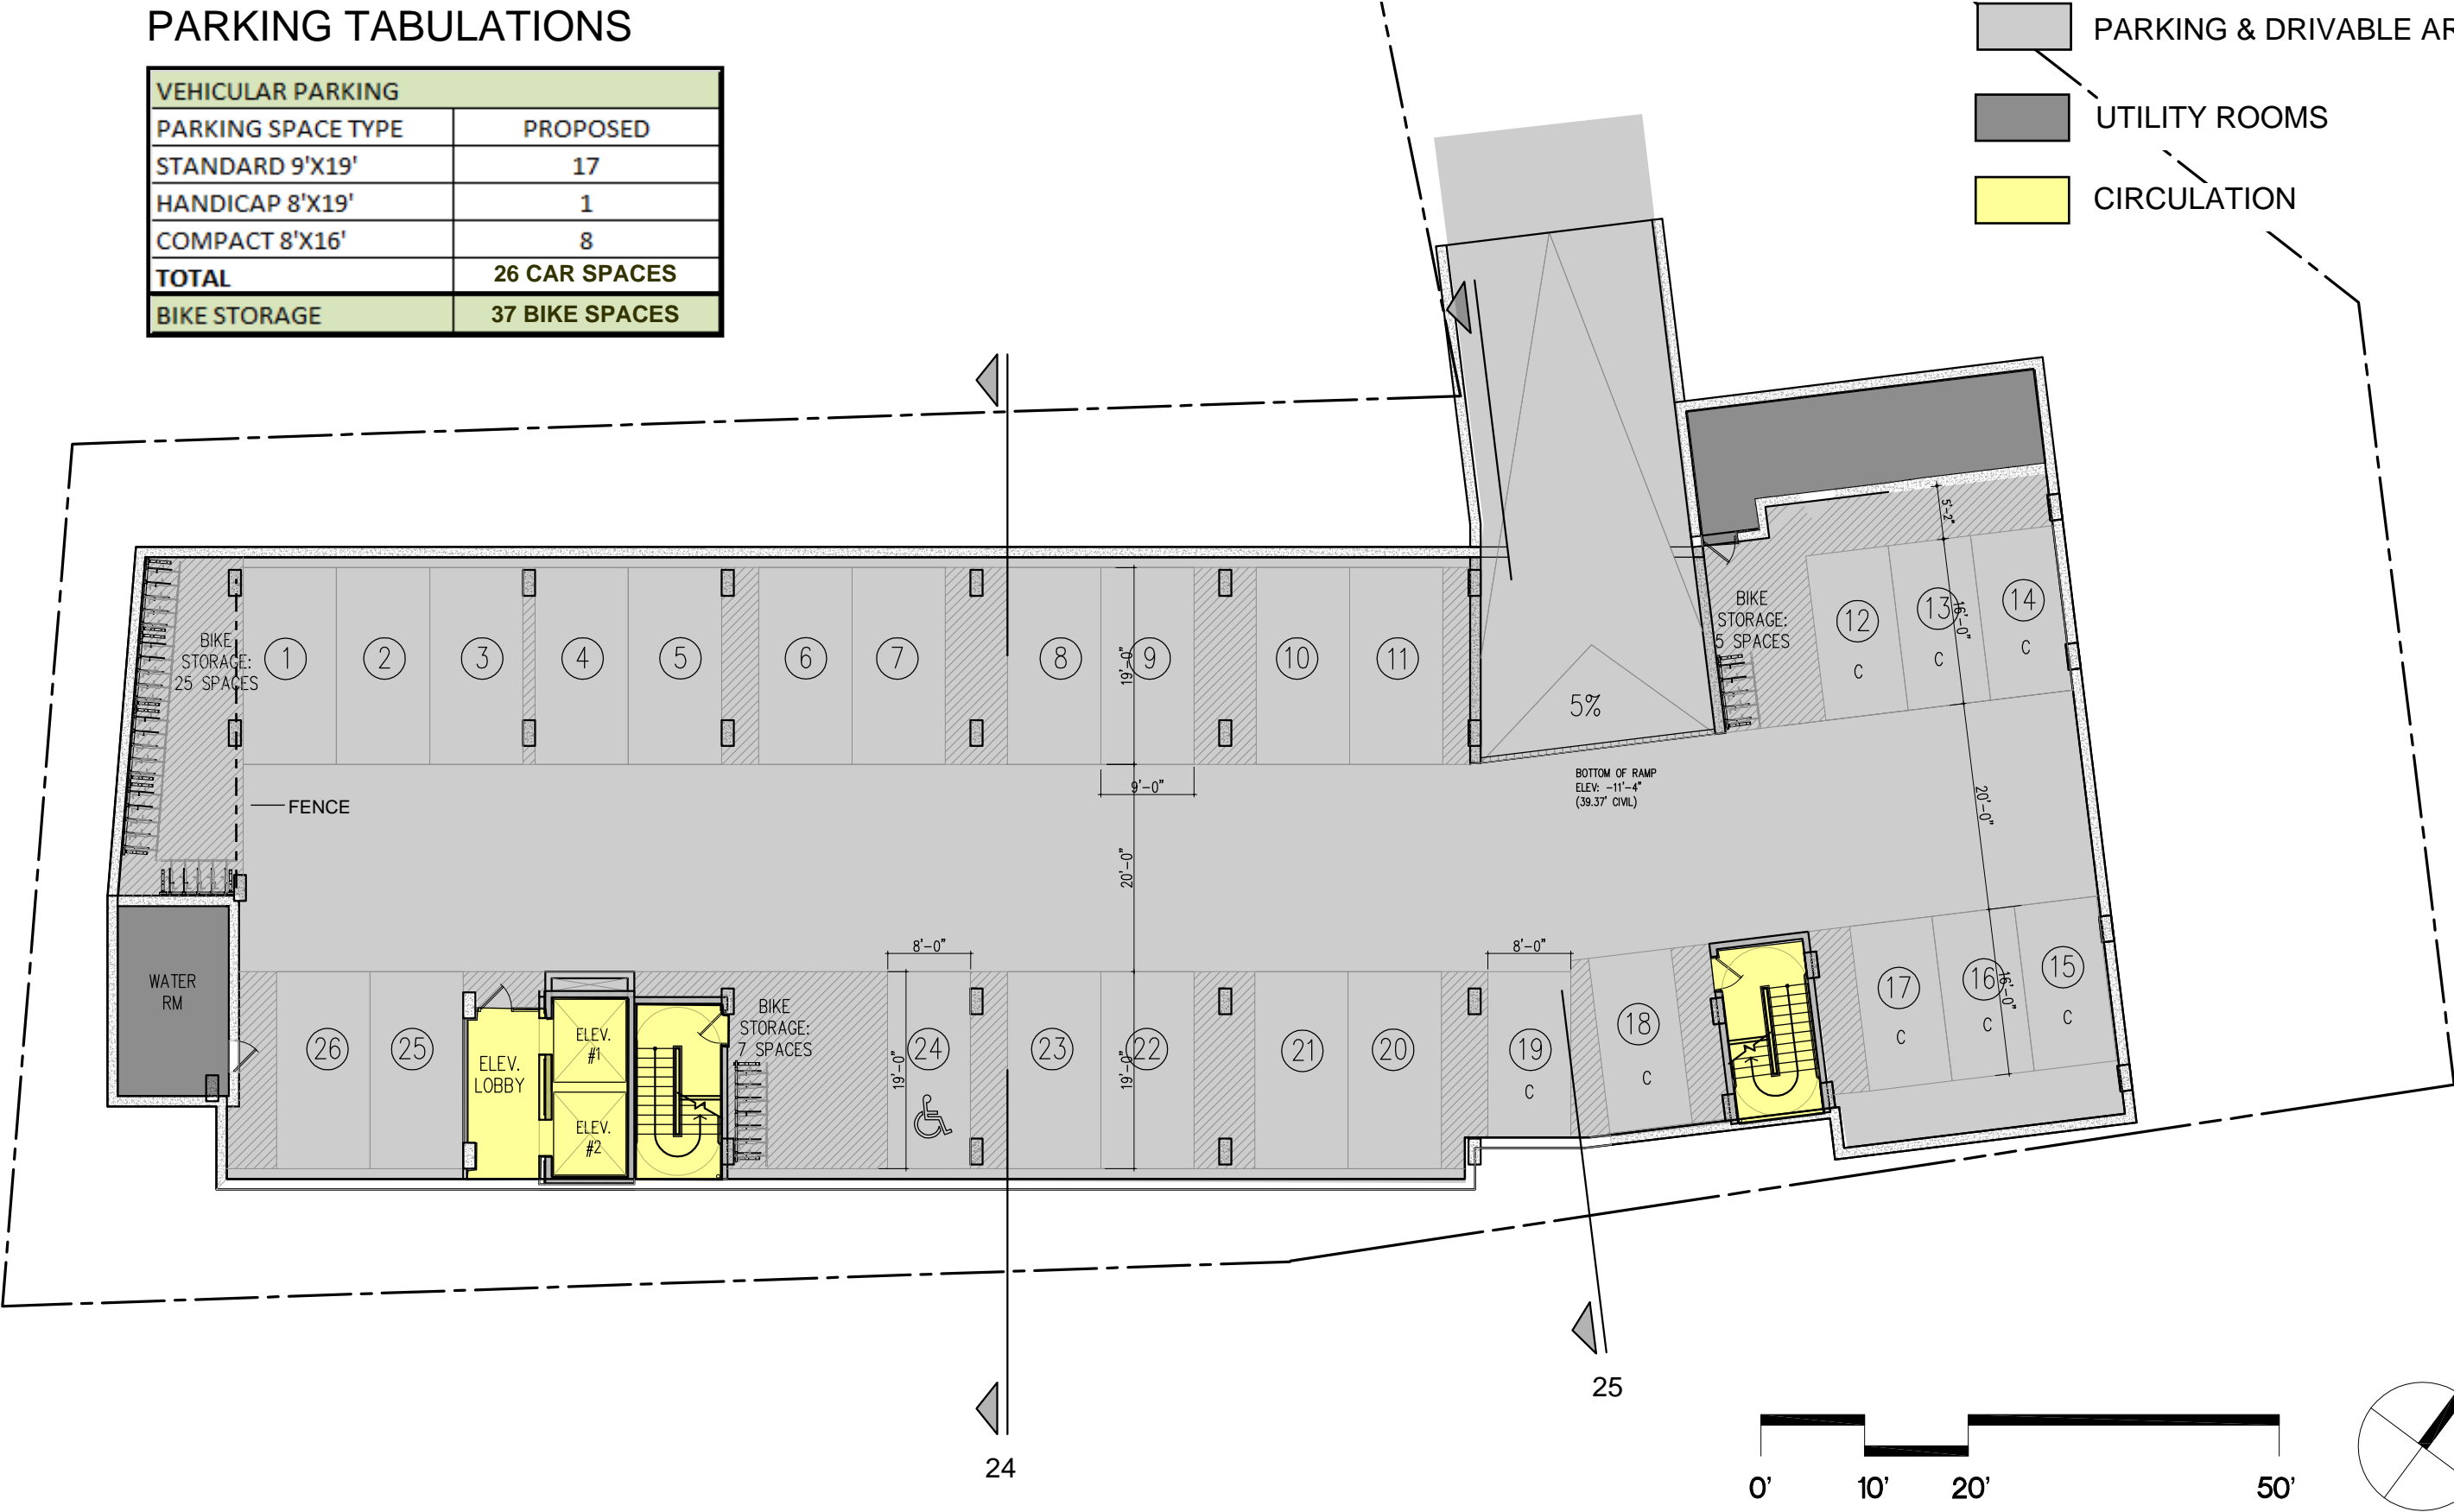 PARKING TABULATIONS
VEHICULAR PARKING
PARKING SPACE TYPE PROPOSED
STANDARD 9'X19' 17
HANDICAP 8'X19' 1
COMPACT 8'X16' 8
TOTAL 26 CAR SPACES
BIKE STORAGE 37 BIKE SPACES
PARKING & DRIVABLE AR
UTILITY ROOMS
CIRCULATION
BIKE
STORAGE:
25 SPACES
1
2
3
4
5
6
7
8
9
10
11
19'-0"
9'-0"
20'-0"
FENCE
5%
BOTTOM OF RAMP
ELEV: -11'-4"
(39.37' CIVIL)
BIKE
STORAGE:
5 SPACES
12
C
13
C
14
C
5'-2"
16'-0"
20'-0"
WATER
RM
26
25
ELEV.
LOBBY
ELEV.
#1
ELEV.
#2
BIKE
STORAGE:
7 SPACES
8'-0"
24
19'-0"
23
22
19'-0"
21
20
8'-0"
19
C
18
C
17
C
16
C
15
C
16'-0"
24
25
0' 10' 20' 50'